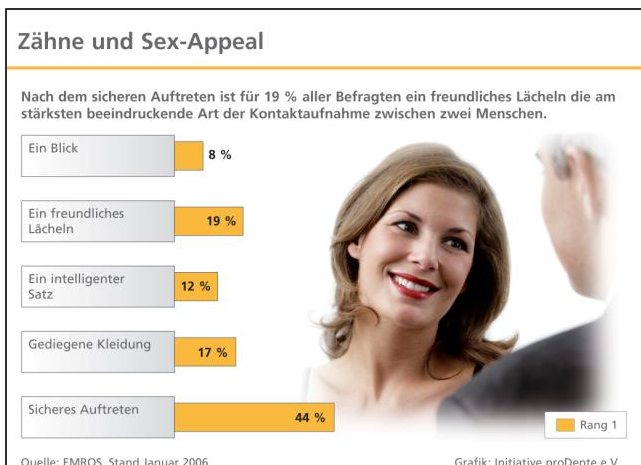 Zähne und Sex-Appeal
Nach dem sicheren Auftreten ist für 19 % aller Befragten ein freundliches Lächeln die am
stärksten beeindruckende Art der Kontaktaufnahme zwischen zwei Menschen.
Ein Blick
8 %
Ein freundliches
Lächeln
19 %
Ein intelligenter
Satz
12 %
Gediegene Kleidung
17 %
Sicheres Auftreten
44 %
Rang 1
Quelle: EMROS, Stand Januar 2006
Grafik: Initiative proDente e.V.